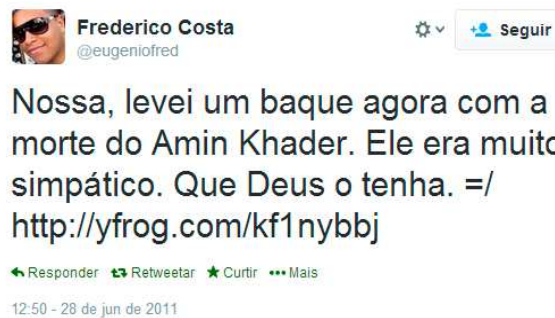 Frederico Costa
@eugeniofred
Seguir
Nossa, levei um baque agora com a
morte do Amin Khader. Ele era muito
simpático. Que Deus o tenha. =/
http://yfrog.com/kf1nybbj
Responder Retweetar Curtir Mais
12:50 - 28 de jun de 2011